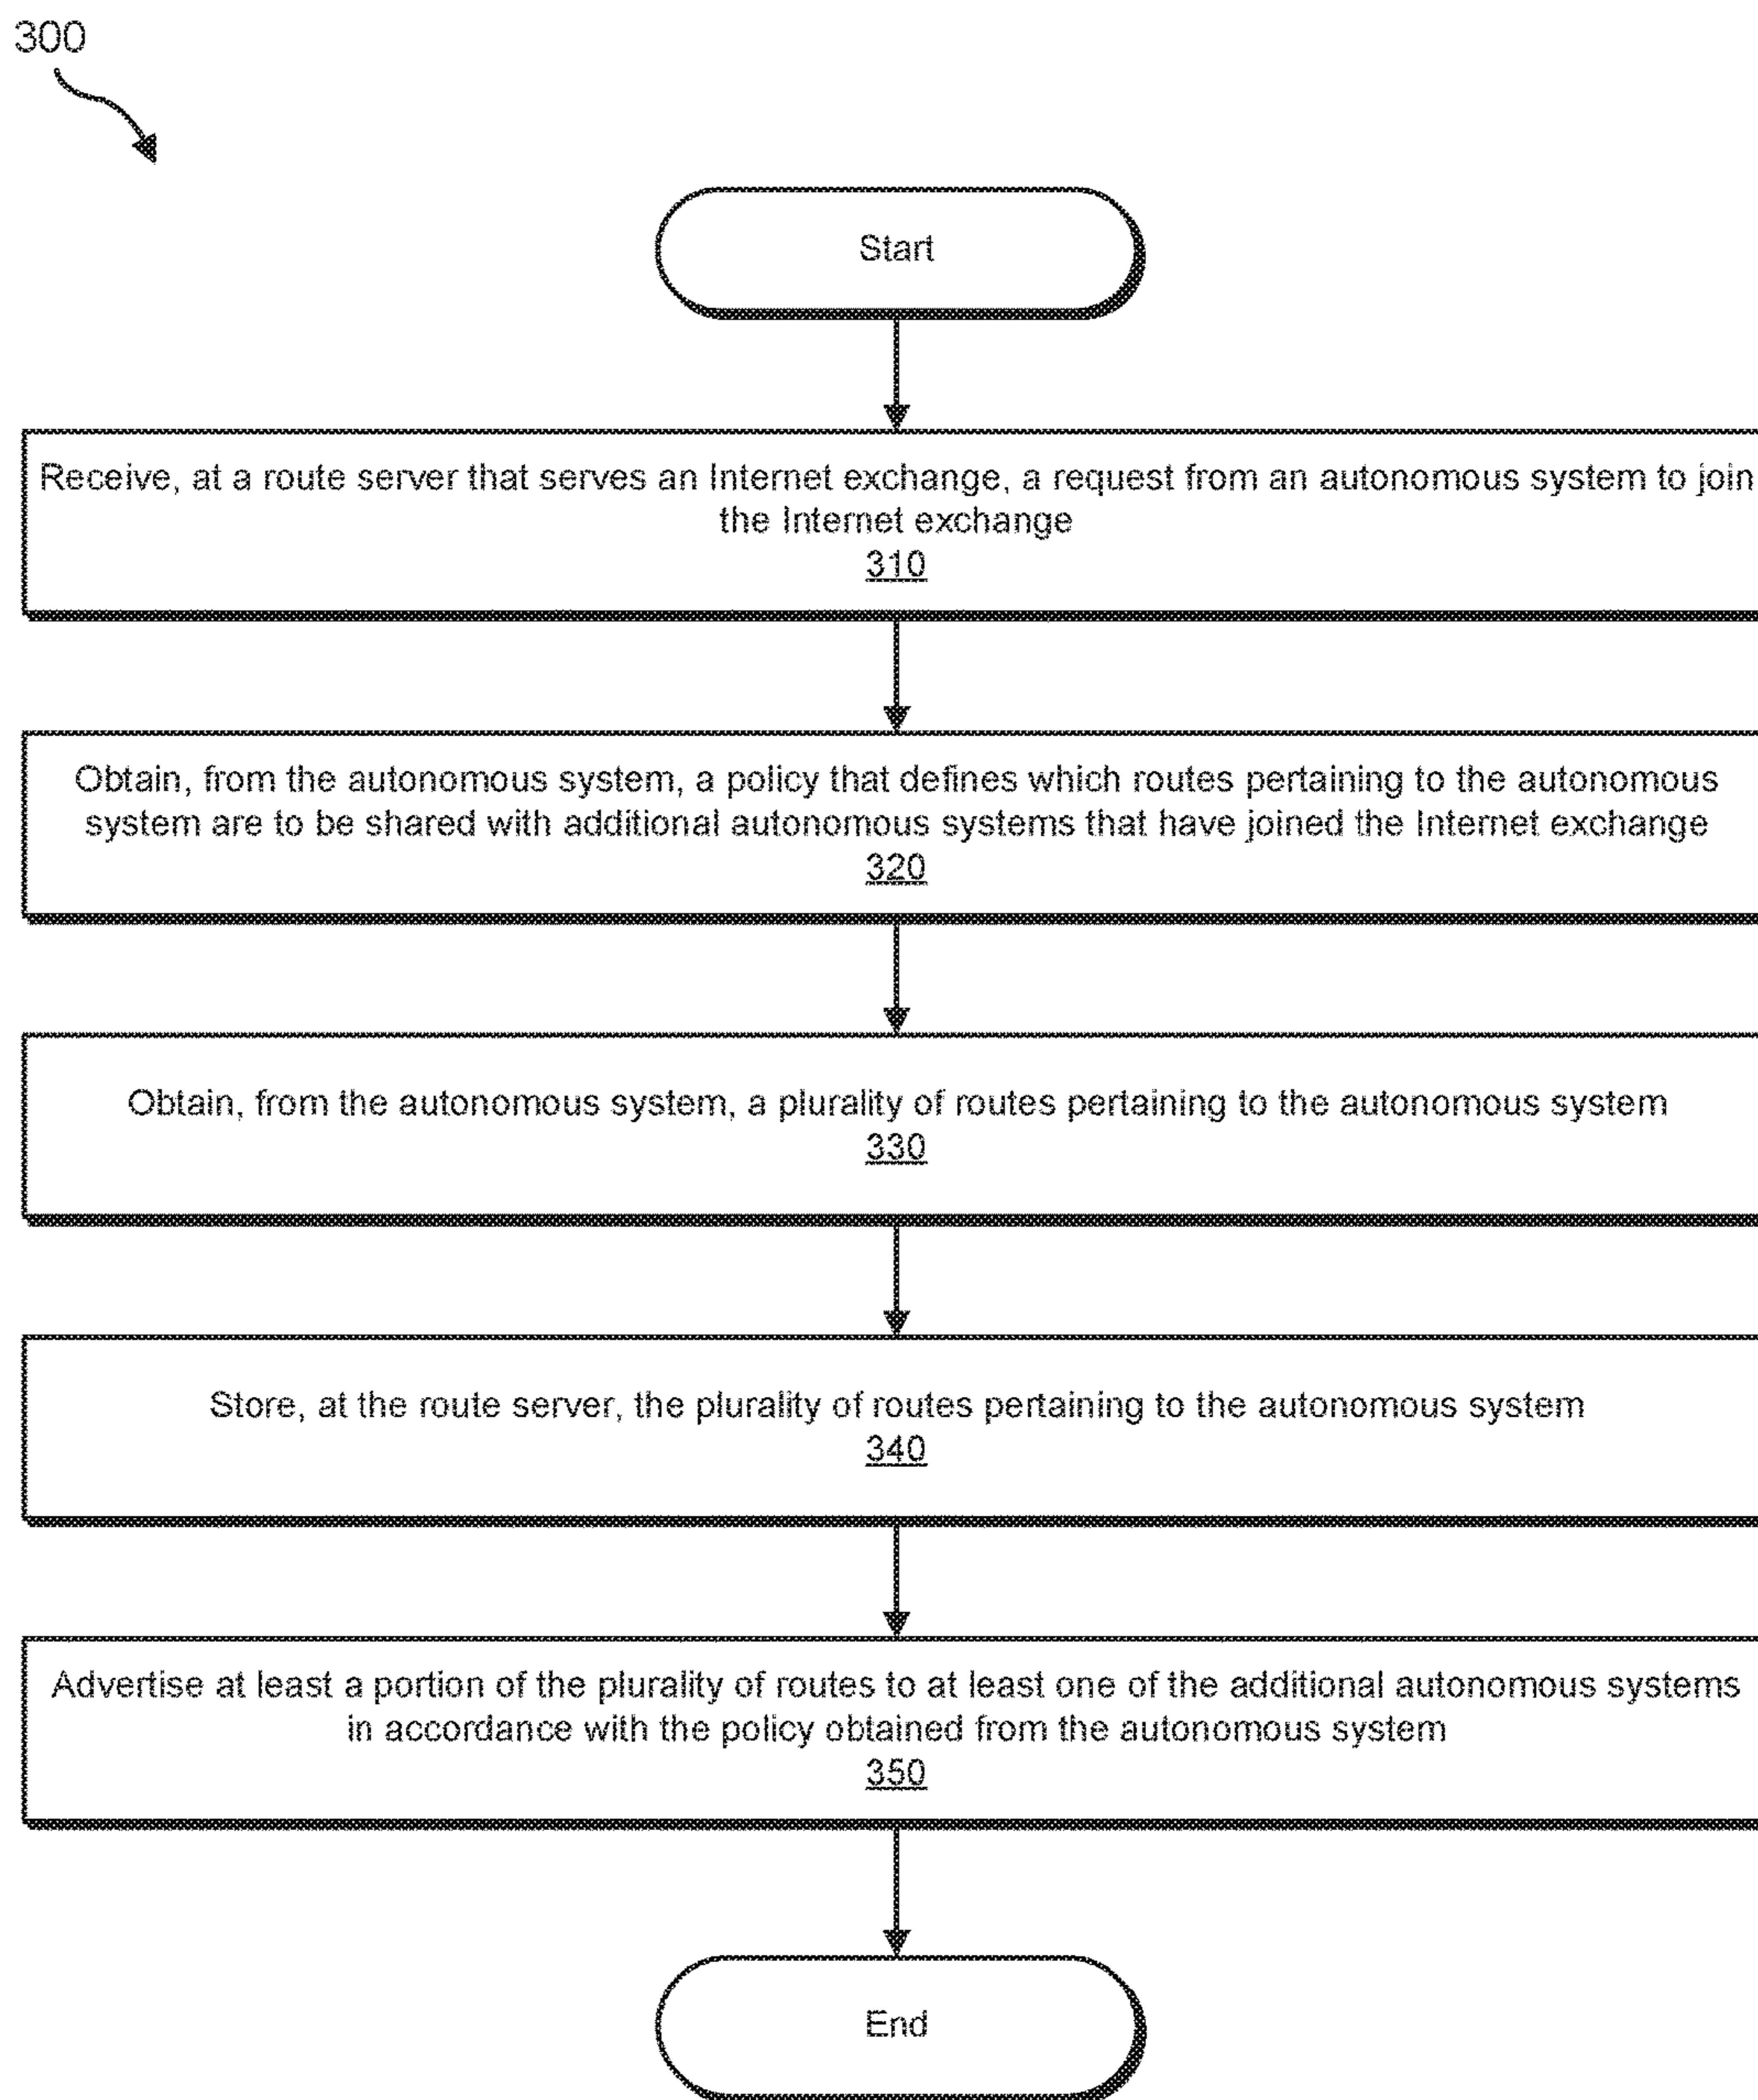 300
Start
Receive, at a route server that serves an Internet exchange, a request from an autonomous system to join
the Internet exchange
310
Obtain, from the autonomous system, a policy that defines which routes pertaining to the autonomous
system are to be shared with additional autonomous systems that have joined the Internet exchange
320
Obtain, from the autonomous system, a plurality of routes pertaining to the autonomous system
330
Store, at the route server, the plurality of routes pertaining to the autonomous system
340
Advertise at least a portion of the plurality of routes to at least one of the additional autonomous systems
in accordance with the policy obtained from the autonomous system
350
End